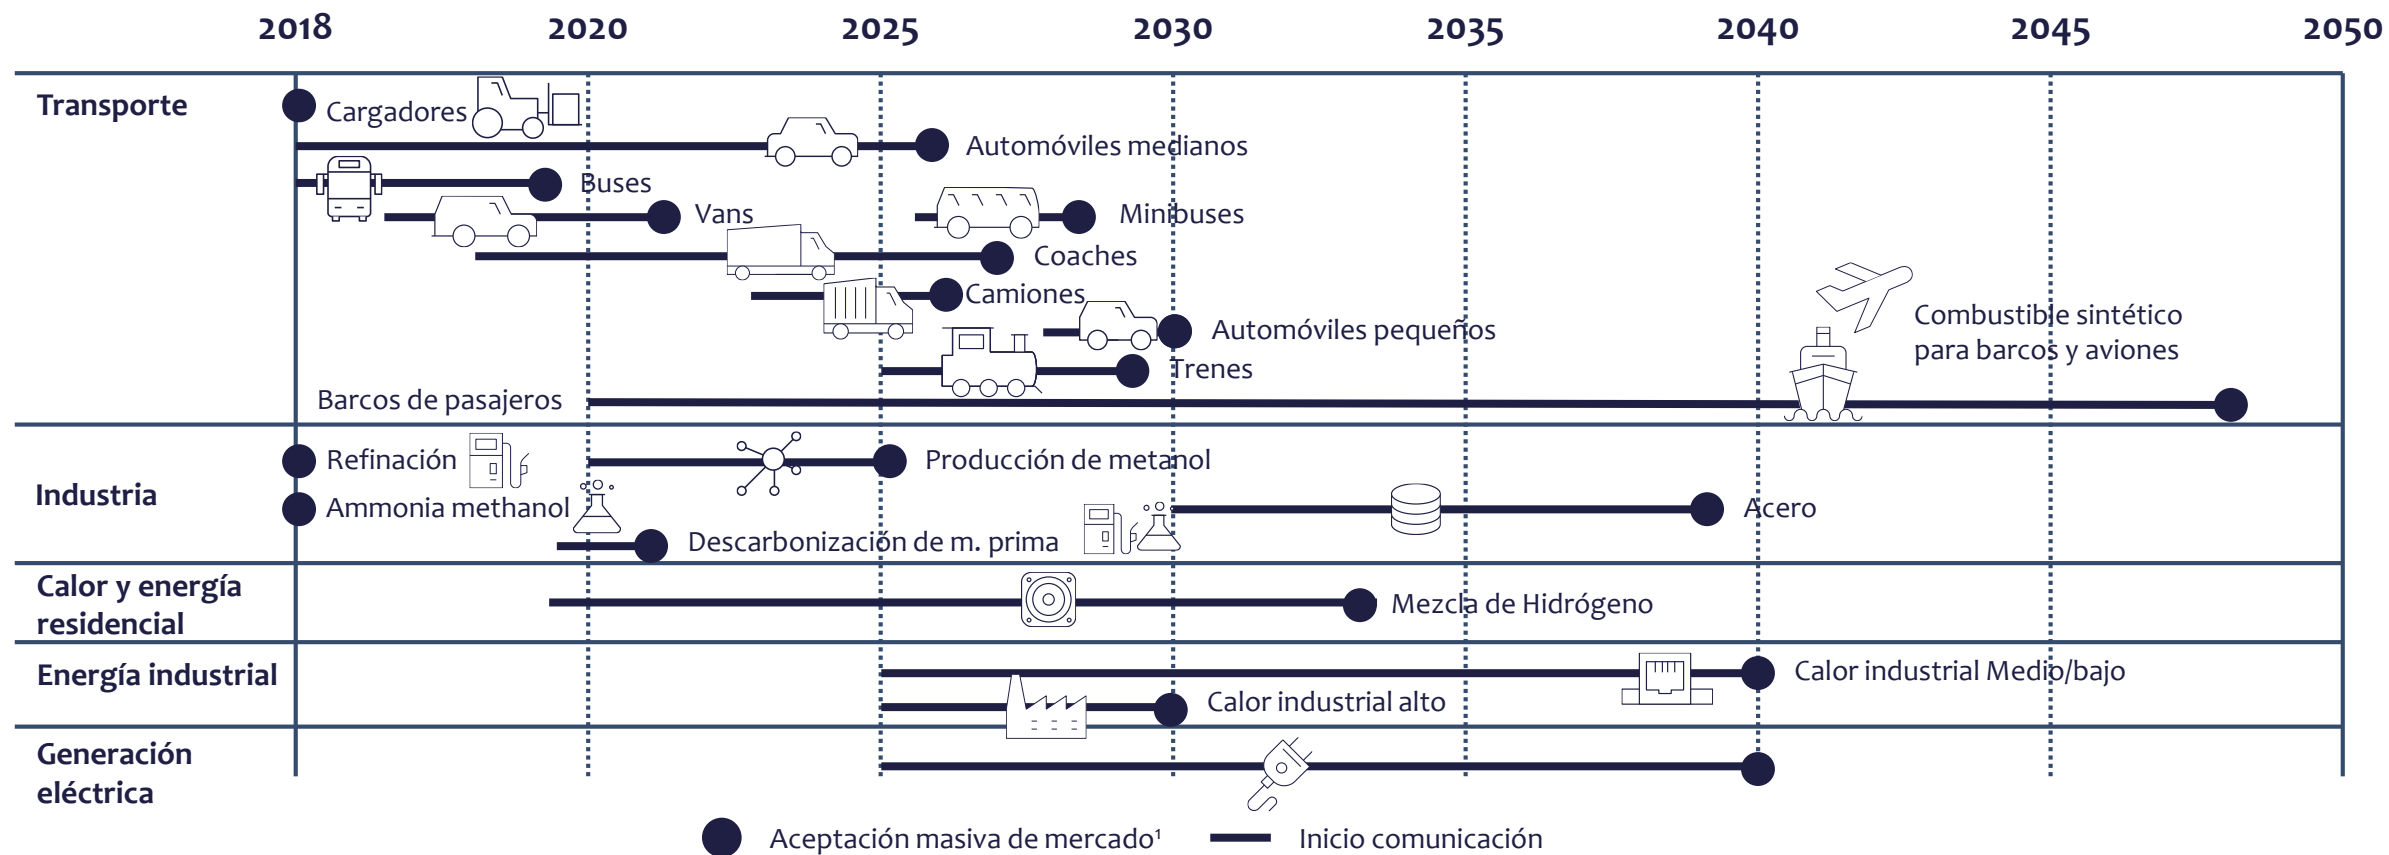 2018 2020 2025 2030 2035 2040 2045 2050
Transporte
Cargadores
Automóviles medianos
Buses
Vans
Minibuses
Coaches
Camiones
Combustible sintético
para barcos y aviones
Automóviles pequeños
Trenes
Barcos de pasajeros
Industria
Refinación
Producción de metanol
Ammonia methanol
Acero
Descarbonización de m. prima
Calor y energía
residencial
Mezcla de Hidrógeno
Energía industrial
Calor industrial Medio/bajo
Calor industrial alto
Generación
eléctrica
Aceptación masiva de mercado¹ Inicio comunicación